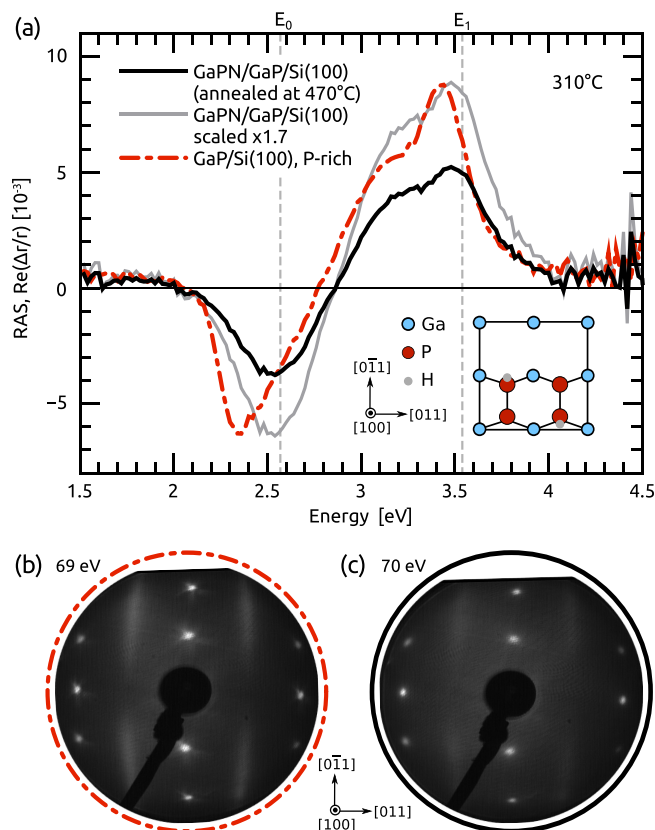 (a)
E₀
E₁
10
5
0
−5
RAS, Re(Δr/r) [10⁻³]
GaPN/GaP/Si(100)
(annealed at 470°C)
GaPN/GaP/Si(100)
scaled x1.7
GaP/Si(100), P-rich
310°C
Ga
P
H
[01̄1]
[011]
[100]
1.5
2
2.5
3
3.5
4
4.5
Energy [eV]
(b)
69 eV
(c)
70 eV
[01̄1]
[011]
[100]